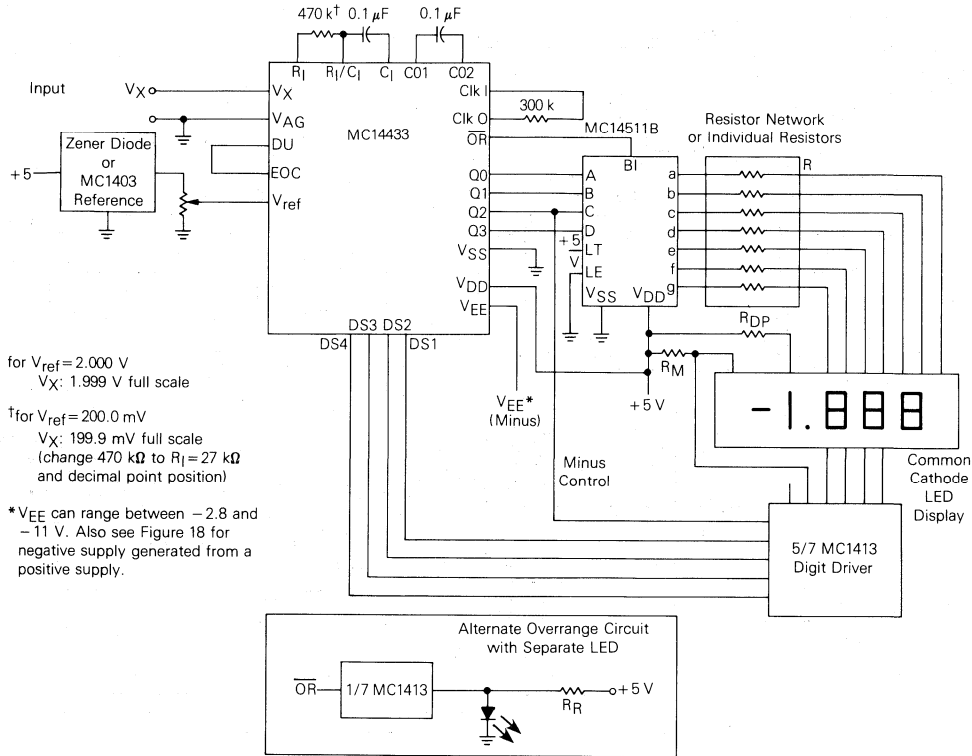 470 k† 0.1 µF 0.1 µF
RI RI/CI CI C01 C02
Input VX VX Clk I
300 k
VAG Clk O
MC14433 OR MC14511B
Resistor Network
or Individual Resistors
Zener Diode
or
MC1403
Reference
+5
DU
EOC
Vref
BI
R
Q0 A a
Q1 B b
Q2 C c
Q3 D d
+5
V
LT e
LE f
g
VSS
VDD
VEE
VSS VDD
RDP
RM
+5 V
DS4 DS3 DS2 DS1
for Vref = 2.000 V
VX: 1.999 V full scale
†for Vref = 200.0 mV
VX: 199.9 mV full scale
(change 470 kΩ to RI = 27 kΩ
and decimal point position)
*VEE can range between −2.8 and
−11 V. Also see Figure 18 for
negative supply generated from a
positive supply.
VEE*
(Minus)
Minus
Control
-1.888
Common
Cathode
LED
Display
5/7 MC1413
Digit Driver
Alternate Overrange Circuit
with Separate LED
OR 1/7 MC1413 RR +5 V